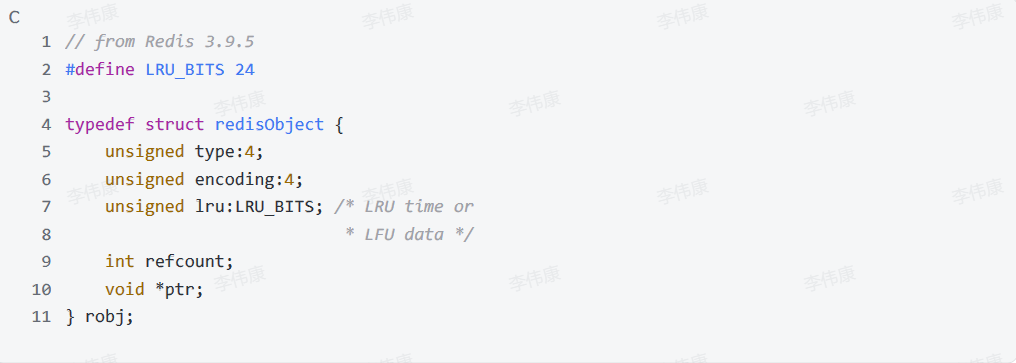 C
1 // from Redis 3.9.5
2 #define LRU_BITS 24
3
4 typedef struct redisObject {
5     unsigned type:4;
6     unsigned encoding:4;
7     unsigned lru:LRU_BITS; /* LRU time or
8                             * LFU data */
9     int refcount;
10     void *ptr;
11 } robj;
李伟康 李伟康 李伟康 李伟康
李伟康 李伟康 李伟康
李伟康 李伟康 李伟康 李伟康
李伟康 李伟康 李伟康